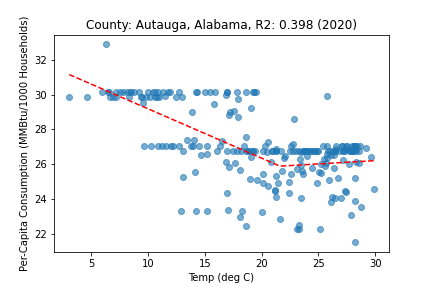 County: Autauga, Alabama, R2: 0.398 (2020)
Per-Capita Consumption (MMBtu/1000 Households)
34
32
30
28
26
24
22
5 10 15 20 25 30
Temp (deg C)